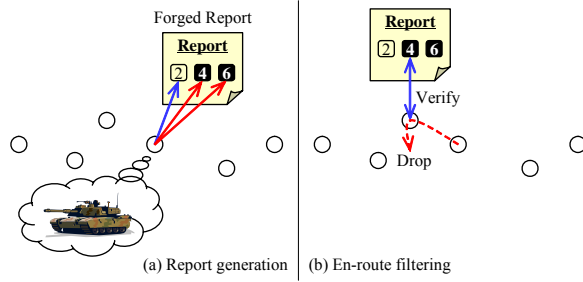 Forged Report
Report
2 4 6
(a) Report generation
Report
2 4 6
Verify
Drop
(b) En-route filtering